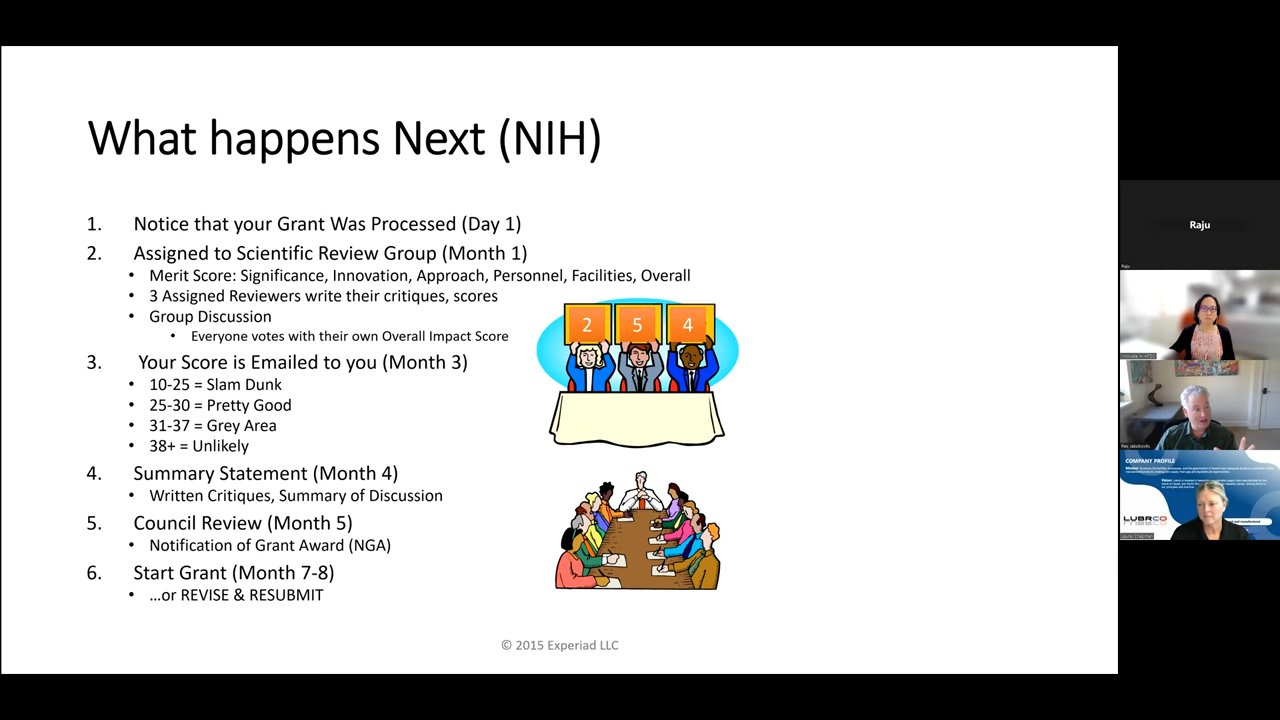 What happens Next (NIH)
1. Notice that your Grant Was Processed (Day 1)
2. Assigned to Scientific Review Group (Month 1)
• Merit Score: Significance, Innovation, Approach, Personnel, Facilities, Overall
• 3 Assigned Reviewers write their critiques, scores
• Group Discussion
• Everyone votes with their own Overall Impact Score
2 5 4
3. Your Score is Emailed to you (Month 3)
• 10-25 = Slam Dunk
• 25-30 = Pretty Good
• 31-37 = Grey Area
• 38+ = Unlikely
4. Summary Statement (Month 4)
• Written Critiques, Summary of Discussion
5. Council Review (Month 5)
• Notification of Grant Award (NGA)
6. Start Grant (Month 7-8)
• …or REVISE & RESUBMIT
© 2015 Experiad LLC
Raju
Raju
COMPANY PROFILE
Mission:
Vision:
LUBRCO